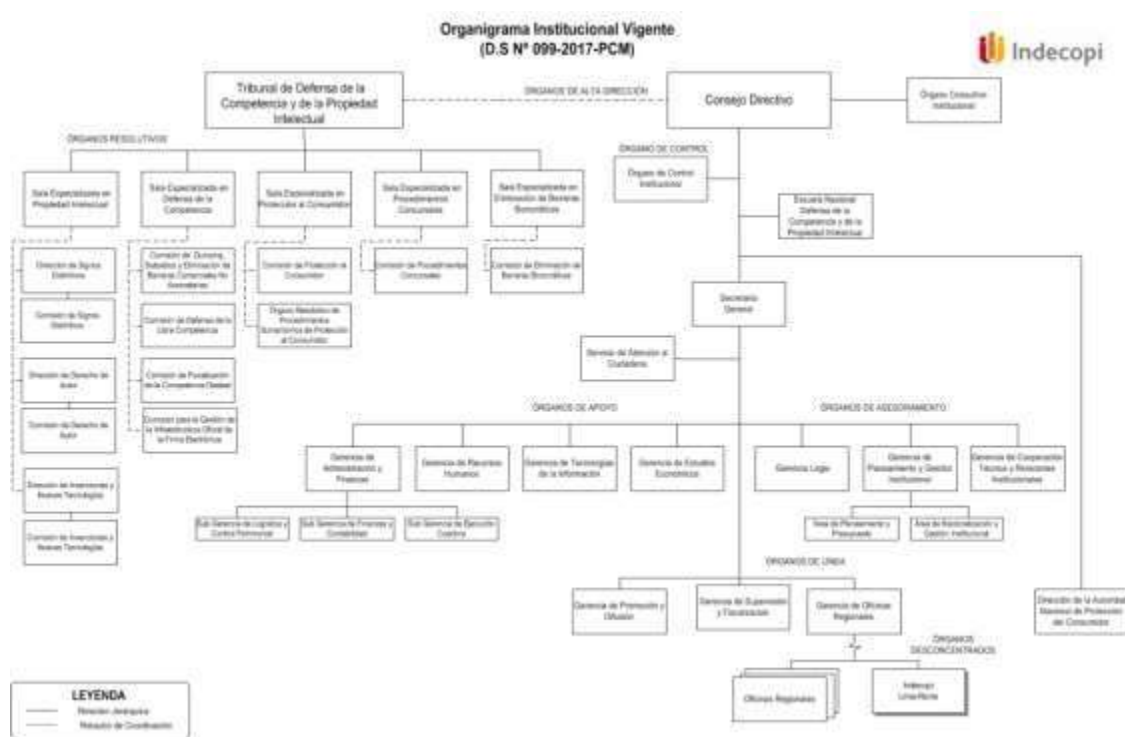 Organigrama Institucional Vigente
(D.S Nº 099-2017-PCM)
Indecopi
Tribunal de Defensa de la
Competencia y de la Propiedad
Intelectual
ÓRGANOS DE ALTA DIRECCIÓN
Consejo Directivo
Órgano Consultivo
Institucional
ÓRGANOS RESOLUTIVOS
ÓRGANO DE CONTROL
Órgano de Control
Institucional
Sala Especializada en
Propiedad Intelectual
Sala Especializada en
Defensa de la
Competencia
Sala Especializada en
Protección al Consumidor
Sala Especializada en
Procedimientos
Concursales
Sala Especializada en
Eliminación de Barreras
Burocráticas
Escuela Nacional
Defensa de la
Competencia y de la
Propiedad Intelectual
Dirección de Signos
Distintivos
Comisión de Dumping,
Subsidios y Eliminación de
Barreras Comerciales No
Arancelarias
Comisión de Protección al
Consumidor
Comisión de Procedimientos
Concursales
Comisión de Eliminación de
Barreras Burocráticas
Comisión de Signos
Distintivos
Comisión de Defensa de la
Libre Competencia
Órganos Resolutivos de
Procedimientos
Sumarísimos de Protección
al Consumidor
Secretaría
General
Servicio de Atención al
Ciudadano
Dirección de Derecho de
Autor
Comisión de Fiscalización
de la Competencia Desleal
Comisión de Derecho de
Autor
Comisión para la Gestión de
la Infraestructura Oficial de
la Firma Electrónica
ÓRGANOS DE APOYO
ÓRGANOS DE ASESORAMIENTO
Gerencia de
Administración y
Finanzas
Gerencia de Recursos
Humanos
Gerencia de Tecnologías
de la Información
Gerencia de Estudios
Económicos
Gerencia Legal
Gerencia de
Planeamiento y Gestión
Institucional
Gerencia de Cooperación
Técnica y Relaciones
Institucionales
Dirección de Invenciones y
Nuevas Tecnologías
Sub Gerencia de Logística y
Control Patrimonial
Sub Gerencia de Finanzas y
Contabilidad
Sub Gerencia de Ejecución
Coactiva
Área de Planeamiento y
Presupuesto
Área de Racionalización y
Gestión Institucional
Comisión de Invenciones y
Nuevas Tecnologías
ÓRGANOS DE LÍNEA
Gerencia de Promoción y
Difusión
Gerencia de Supervisión
y Fiscalización
Gerencia de Oficinas
Regionales
Dirección de la Autoridad
Nacional de Protección
del Consumidor
ÓRGANOS
DESCONCENTRADOS
Oficinas Regionales
Indecopi
Lima Norte
LEYENDA
Relación Jerárquica
Relación de Coordinación